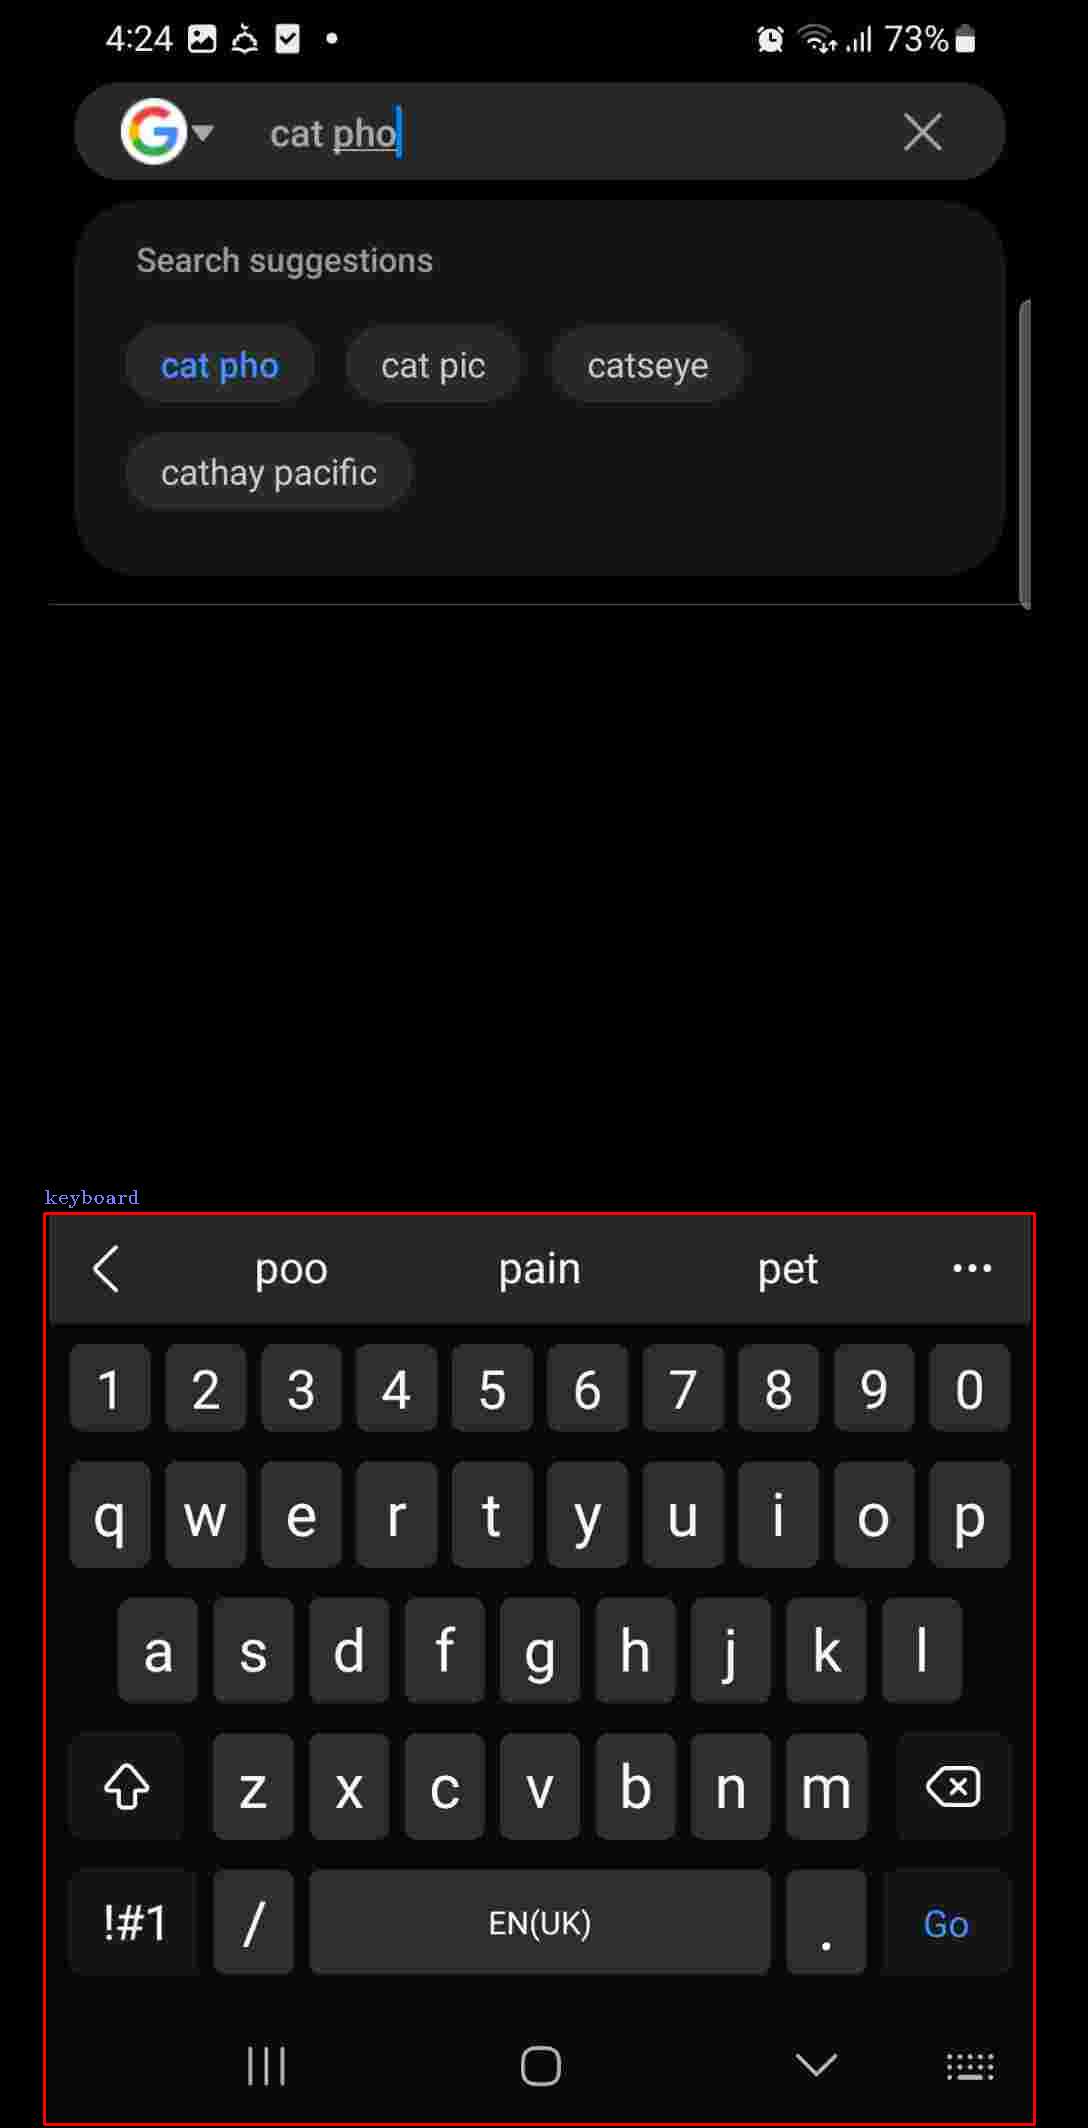 4:24 73%
cat pho
Search suggestions
cat pho cat pic catseye
cathay pacific
keyboard
poo pain pet
1 2 3 4 5 6 7 8 9 0
q w e r t y u i o p
a s d f g h j k l
z x c v b n m
!#1 / EN(UK) . Go